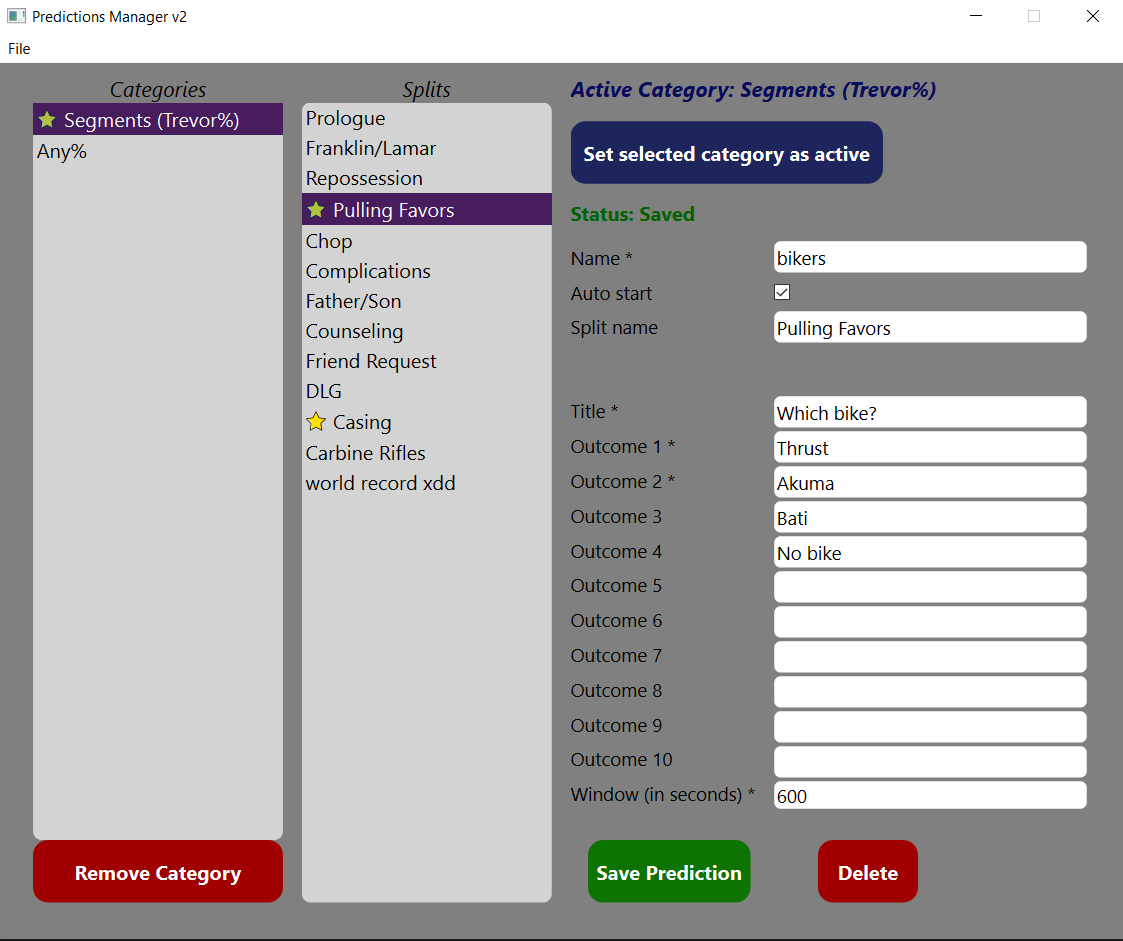 Predictions Manager v2
File
Categories
Segments (Trevor%)
Any%
Remove Category
Splits
Prologue
Franklin/Lamar
Repossession
Pulling Favors
Chop
Complications
Father/Son
Counseling
Friend Request
DLG
Casing
Carbine Rifles
world record xdd
Active Category: Segments (Trevor%)
Set selected category as active
Status: Saved
Name * bikers
Auto start
Split name Pulling Favors
Title * Which bike?
Outcome 1 * Thrust
Outcome 2 * Akuma
Outcome 3 Bati
Outcome 4 No bike
Outcome 5
Outcome 6
Outcome 7
Outcome 8
Outcome 9
Outcome 10
Window (in seconds) * 600
Save Prediction Delete